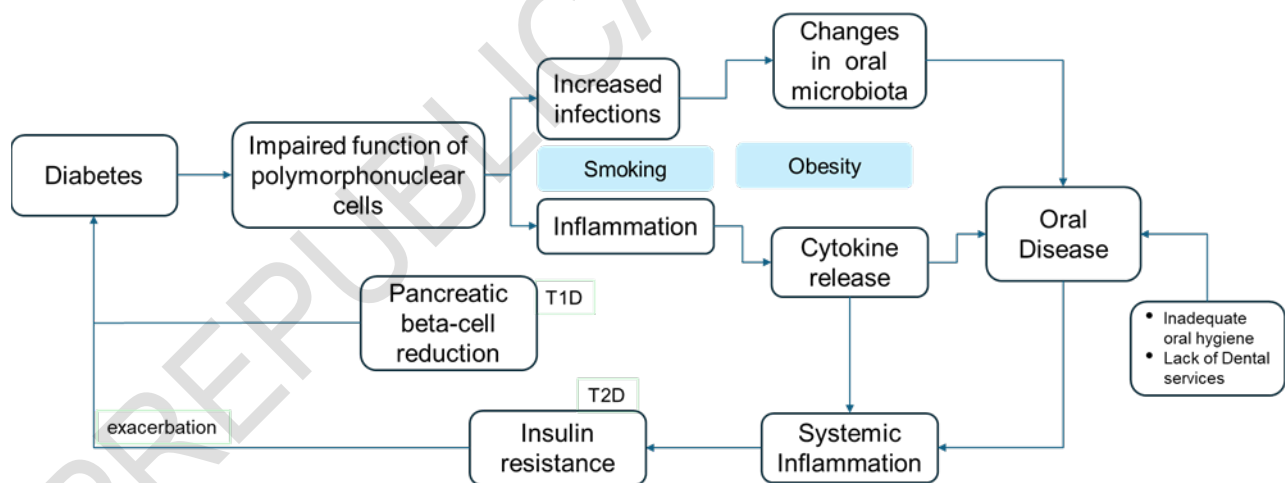 Changes
in oral
microbiota
Increased
infections
Impaired function of
polymorphonuclear
cells
Diabetes
Smoking
Obesity
Inflammation
Oral
Disease
Cytokine
release
Pancreatic
beta-cell
reduction
T1D
• Inadequate
oral hygiene
• Lack of Dental
services
T2D
exacerbation
Insulin
resistance
Systemic
Inflammation
PREPUBLICA